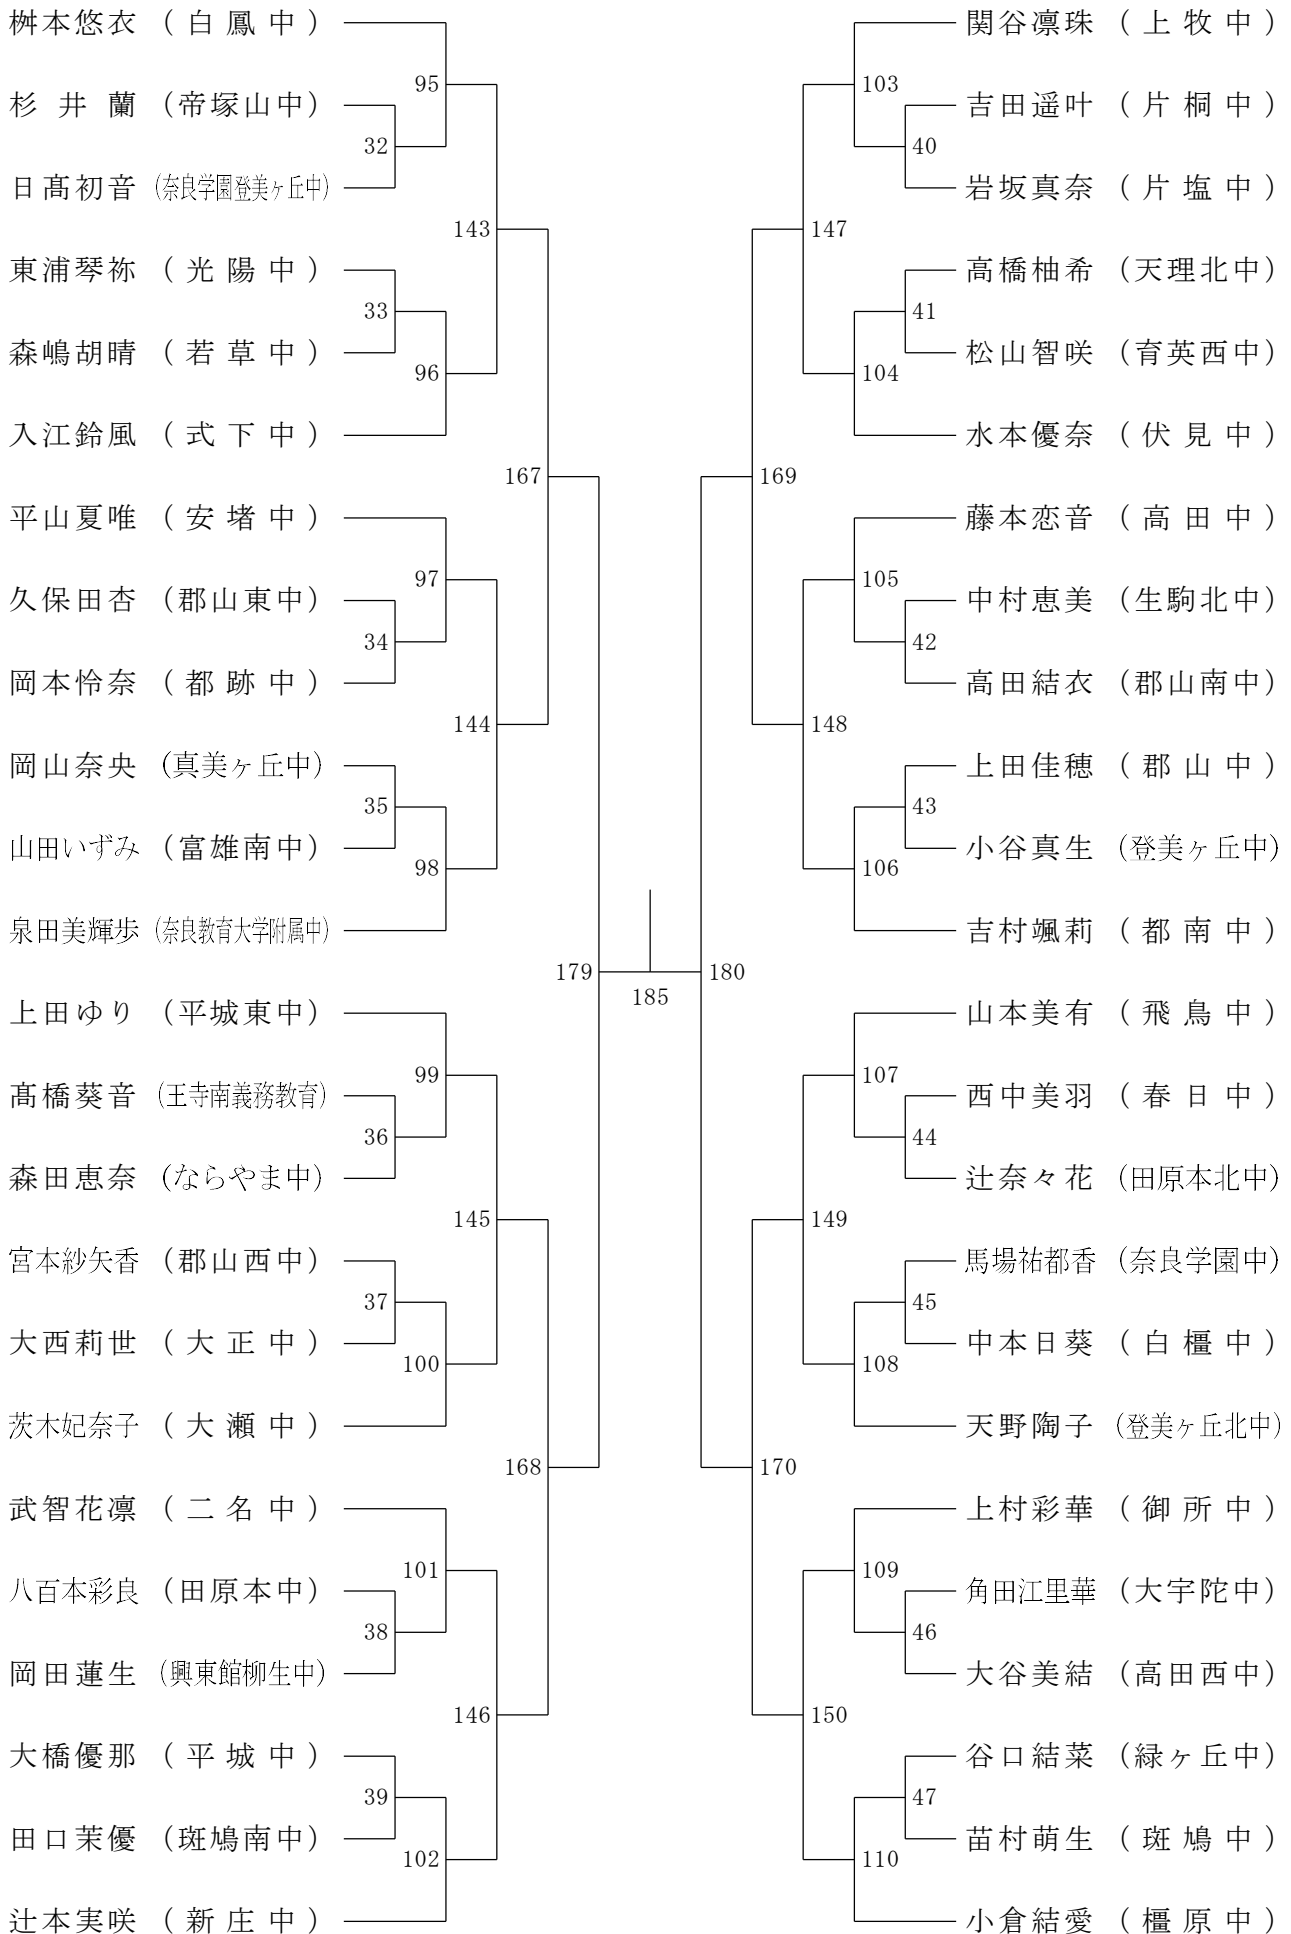 桝本悠衣 （白鳳中）
95
杉井蘭 （帝塚山中）
32
日髙初音 （奈良学園登美ヶ丘中）
143
東浦琴祢 （光陽中）
33
森嶋胡晴 （若草中）
96
入江鈴風 （式下中）
167
平山夏唯 （安堵中）
97
久保田杏 （郡山東中）
34
岡本怜奈 （都跡中）
144
岡山奈央 （真美ヶ丘中）
35
山田いずみ （富雄南中）
98
泉田美輝歩 （奈良教育大学附属中）
179
上田ゆり （平城東中）
99
髙橋葵音 （王寺南義務教育）
36
森田恵奈 （ならやま中）
145
宮本紗矢香 （郡山西中）
37
大西莉世 （大正中）
100
茨木妃奈子 （大瀬中）
168
武智花凛 （二名中）
101
八百本彩良 （田原本中）
38
岡田蓮生 （興東館柳生中）
146
大橋優那 （平城中）
39
田口茉優 （斑鳩南中）
102
辻本実咲 （新庄中）
185
関谷凛珠 （上牧中）
103
吉田遥叶 （片桐中）
40
岩坂真奈 （片塩中）
147
高橋柚希 （天理北中）
41
松山智咲 （育英西中）
104
水本優奈 （伏見中）
169
藤本恋音 （高田中）
105
中村恵美 （生駒北中）
42
高田結衣 （郡山南中）
148
上田佳穂 （郡山中）
43
小谷真生 （登美ヶ丘中）
106
吉村颯莉 （都南中）
180
山本美有 （飛鳥中）
107
西中美羽 （春日中）
44
辻奈々花 （田原本北中）
149
馬場祐都香 （奈良学園中）
45
中本日葵 （白橿中）
108
天野陶子 （登美ヶ丘北中）
170
上村彩華 （御所中）
109
角田江里華 （大宇陀中）
46
大谷美結 （高田西中）
150
谷口結菜 （緑ヶ丘中）
47
苗村萌生 （斑鳩中）
110
小倉結愛 （橿原中）